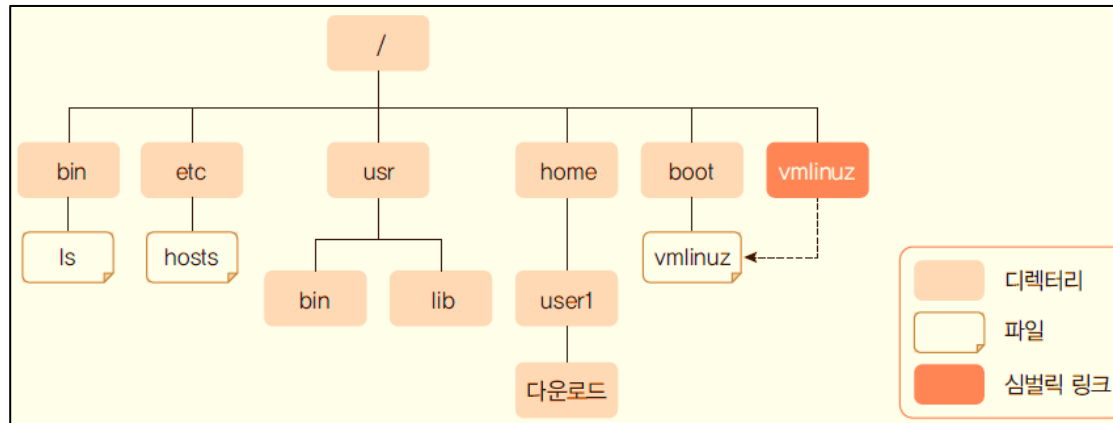 /
bin
etc
usr
home
boot
vmlinuz
ls
hosts
vmlinuz
bin
lib
user1
다운로드
디렉터리
파일
심벌릭 링크